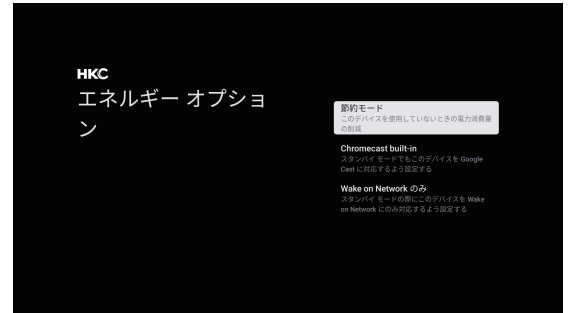 HKC
エネルギー オプショ
ン
節約モード
このデバイスを使用していないときの電力消費量
の削減
Chromecast built-in
スタンバイ モードでもこのデバイスを Google
Cast に対応するよう設定する
Wake on Network のみ
スタンバイ モードの際にこのデバイスを Wake
on Network にのみ対応するよう設定する